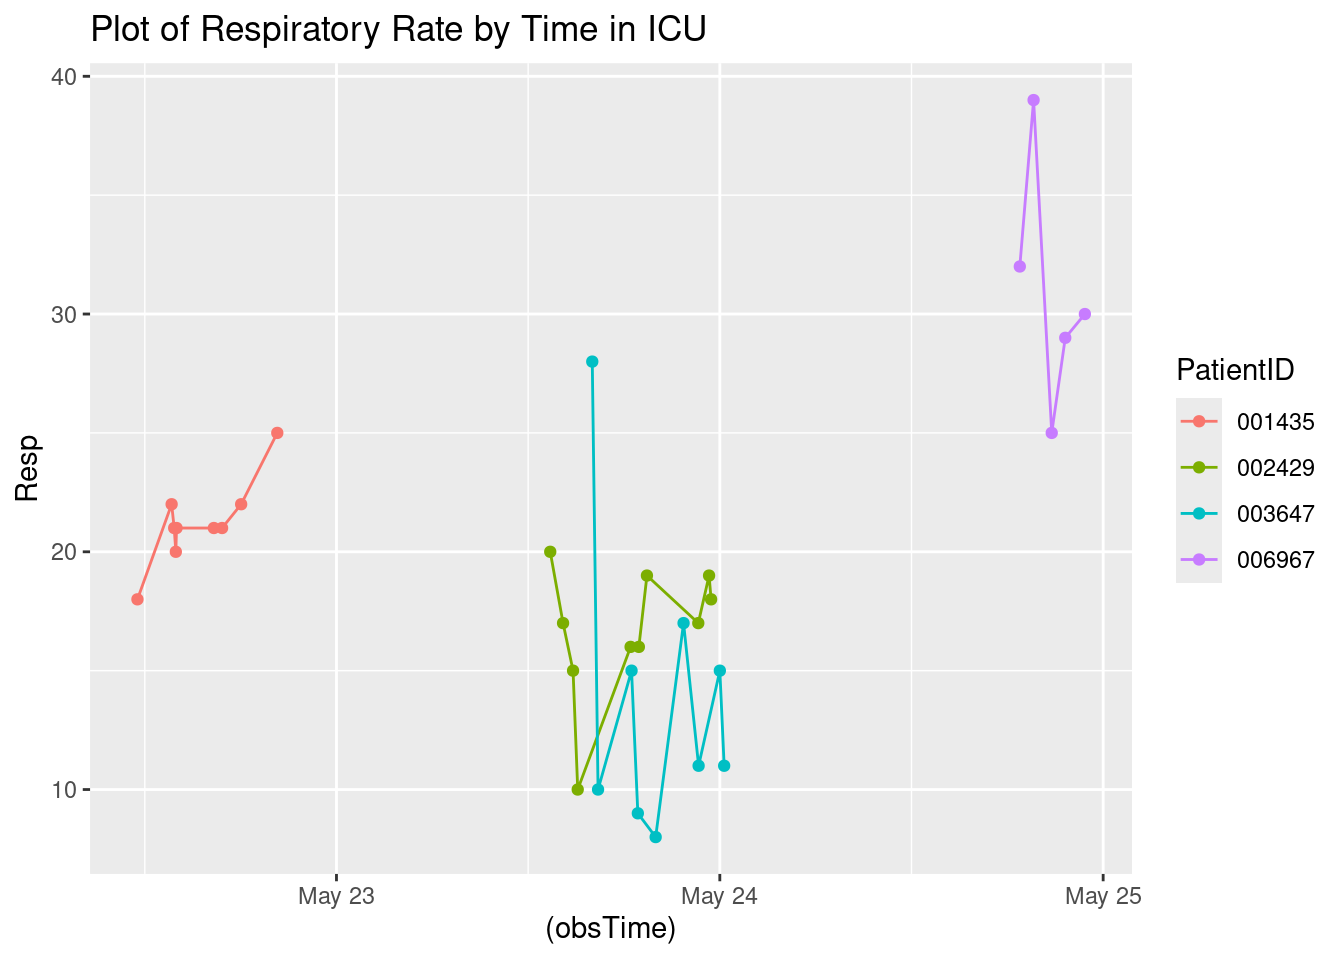 Plot of Respiratory Rate by Time in ICU
40
30
20
10
Resp
May 23
May 24
May 25
(obsTime)
PatientID
001435
002429
003647
006967